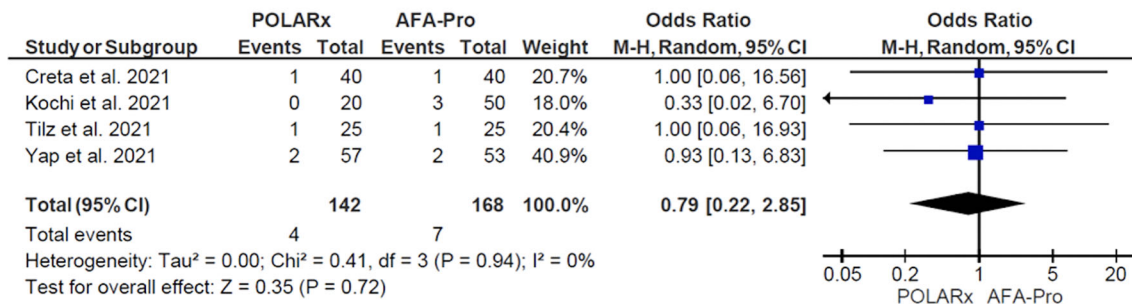 POLARx AFA-Pro Odds Ratio Odds Ratio
Study or Subgroup Events Total Events Total Weight M-H, Random, 95% CI M-H, Random, 95% CI
Creta et al. 2021 1 40 1 40 20.7% 1.00 [0.06, 16.56]
Kochi et al. 2021 0 20 3 50 18.0% 0.33 [0.02, 6.70]
Tilz et al. 2021 1 25 1 25 20.4% 1.00 [0.06, 16.93]
Yap et al. 2021 2 57 2 53 40.9% 0.93 [0.13, 6.83]
Total (95% CI) 142 168 100.0% 0.79 [0.22, 2.85]
Total events 4 7
Heterogeneity: Tau² = 0.00; Chi² = 0.41, df = 3 (P = 0.94); I² = 0%
Test for overall effect: Z = 0.35 (P = 0.72)
0.05 0.2 1 5 20
POLARx AFA-Pro